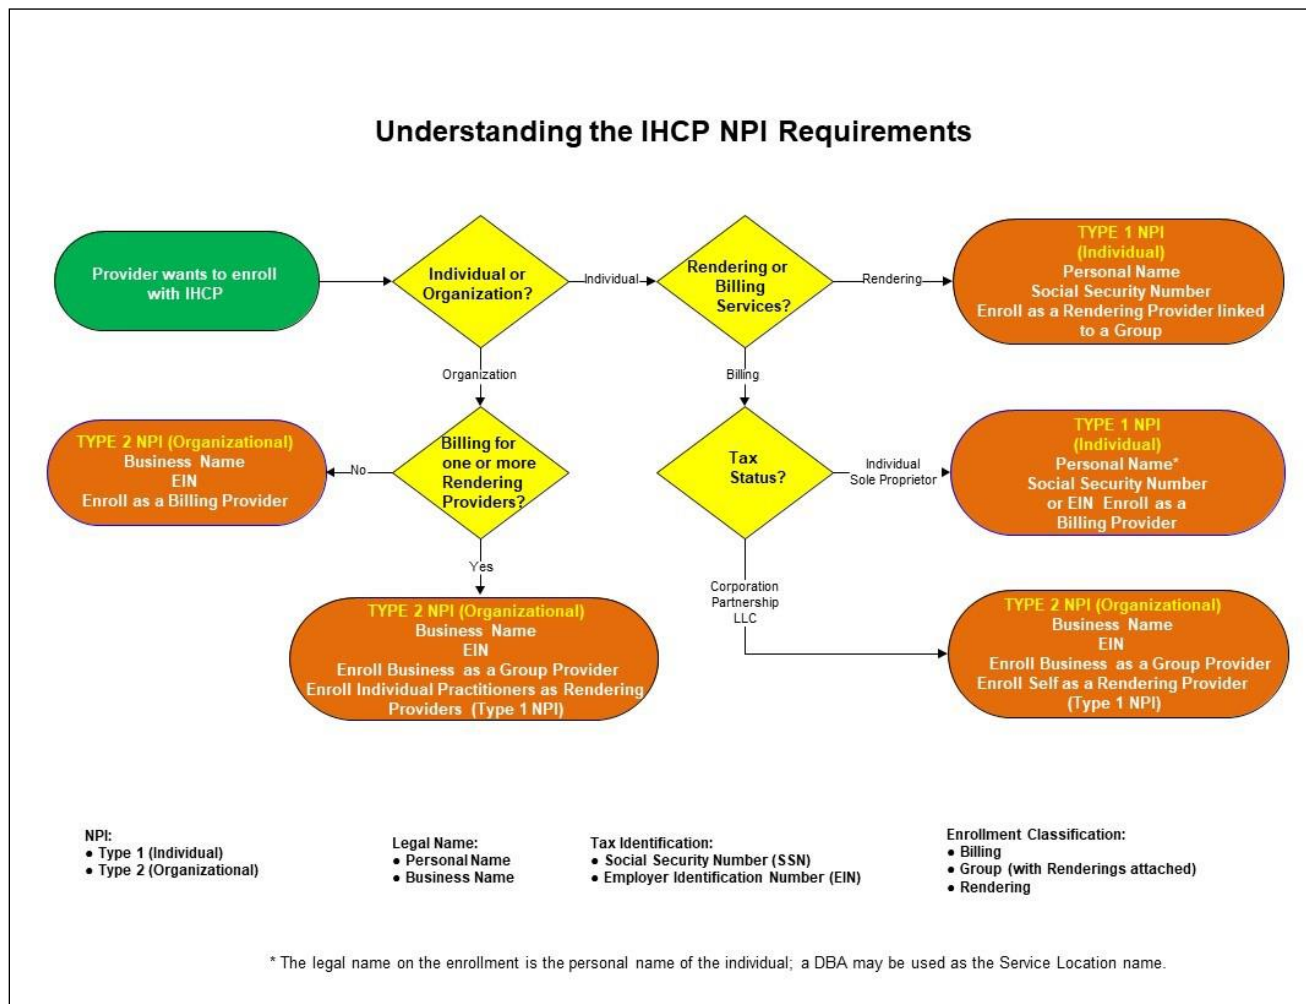 Understanding the IHCP NPI Requirements
Provider wants to enroll
with IHCP
Individual or
Organization?
Individual
Rendering or
Billing
Services?
Rendering
TYPE 1 NPI
(Individual)
Personal Name
Social Security Number
Enroll as a Rendering Provider linked
to a Group
Organization
Billing
TYPE 2 NPI (Organizational)
Business Name
EIN
Enroll as a Billing Provider
No
Billing for
one or more
Rendering
Providers?
Tax
Status?
Individual
Sole Proprietor
TYPE 1 NPI
(Individual)
Personal Name*
Social Security Number
or EIN Enroll as a
Billing Provider
Yes
Corporation
Partnership
LLC
TYPE 2 NPI (Organizational)
Business Name
EIN
Enroll Business as a Group Provider
Enroll Individual Practitioners as Rendering
Providers (Type 1 NPI)
TYPE 2 NPI (Organizational)
Business Name
EIN
Enroll Business as a Group Provider
Enroll Self as a Rendering Provider
(Type 1 NPI)
NPI:
● Type 1 (Individual)
● Type 2 (Organizational)
Legal Name:
● Personal Name
● Business Name
Tax Identification:
● Social Security Number (SSN)
● Employer Identification Number (EIN)
Enrollment Classification:
● Billing
● Group (with Renderings attached)
● Rendering
* The legal name on the enrollment is the personal name of the individual; a DBA may be used as the Service Location name.